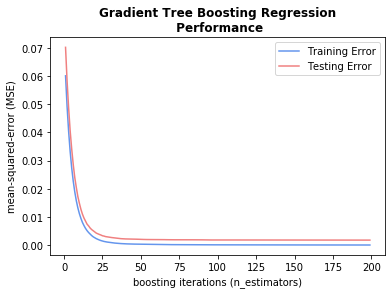 Gradient Tree Boosting Regression
Performance
Training Error
Testing Error
mean-squared-error (MSE)
0.07
0.06
0.05
0.04
0.03
0.02
0.01
0.00
0 25 50 75 100 125 150 175 200
boosting iterations (n_estimators)